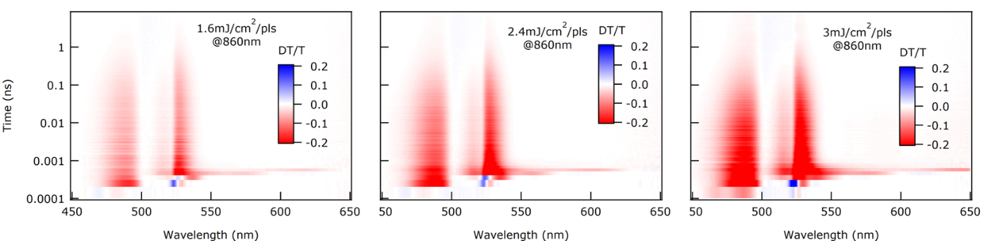 1.6mJ/cm2/pls
@860nm
DT/T
0.2
0.1
0.0
-0.1
-0.2
Time (ns)
1
0.1
0.01
0.001
0.0001
450 500 550 600 650
Wavelength (nm)
2.4mJ/cm2/pls
@860nm
DT/T
0.2
0.1
0.0
-0.1
-0.2
50 500 550 600 650
Wavelength (nm)
3mJ/cm2/pls
@860nm
DT/T
0.2
0.1
0.0
-0.1
-0.2
50 500 550 600 650
Wavelength (nm)